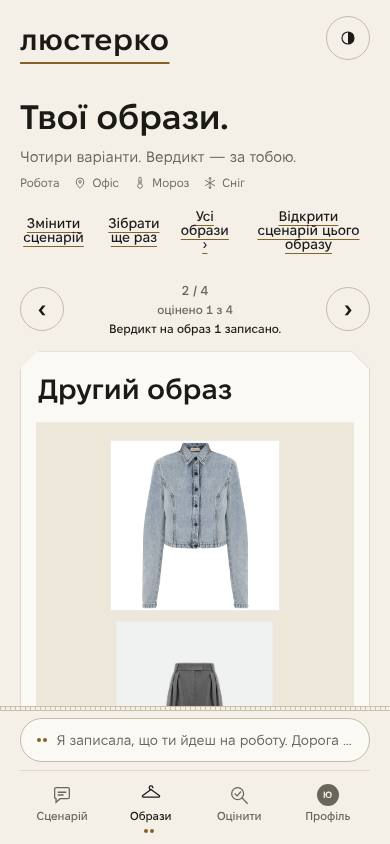 люстерко
Твої образи.
Чотири варіанти. Вердикт — за тобою.
Робота Офіс Мороз Сніг
Змінити
сценарій
Зібрати
ще раз
Усі
образи
›
Відкрити
сценарій цього
образу
‹
2 / 4
оцінено 1 з 4
Вердикт на образ 1 записано.
›
Другий образ
Я записала, що ти йдеш на роботу. Дорога ...
Сценарій
Образи
Оцінити
Ю
Профіль